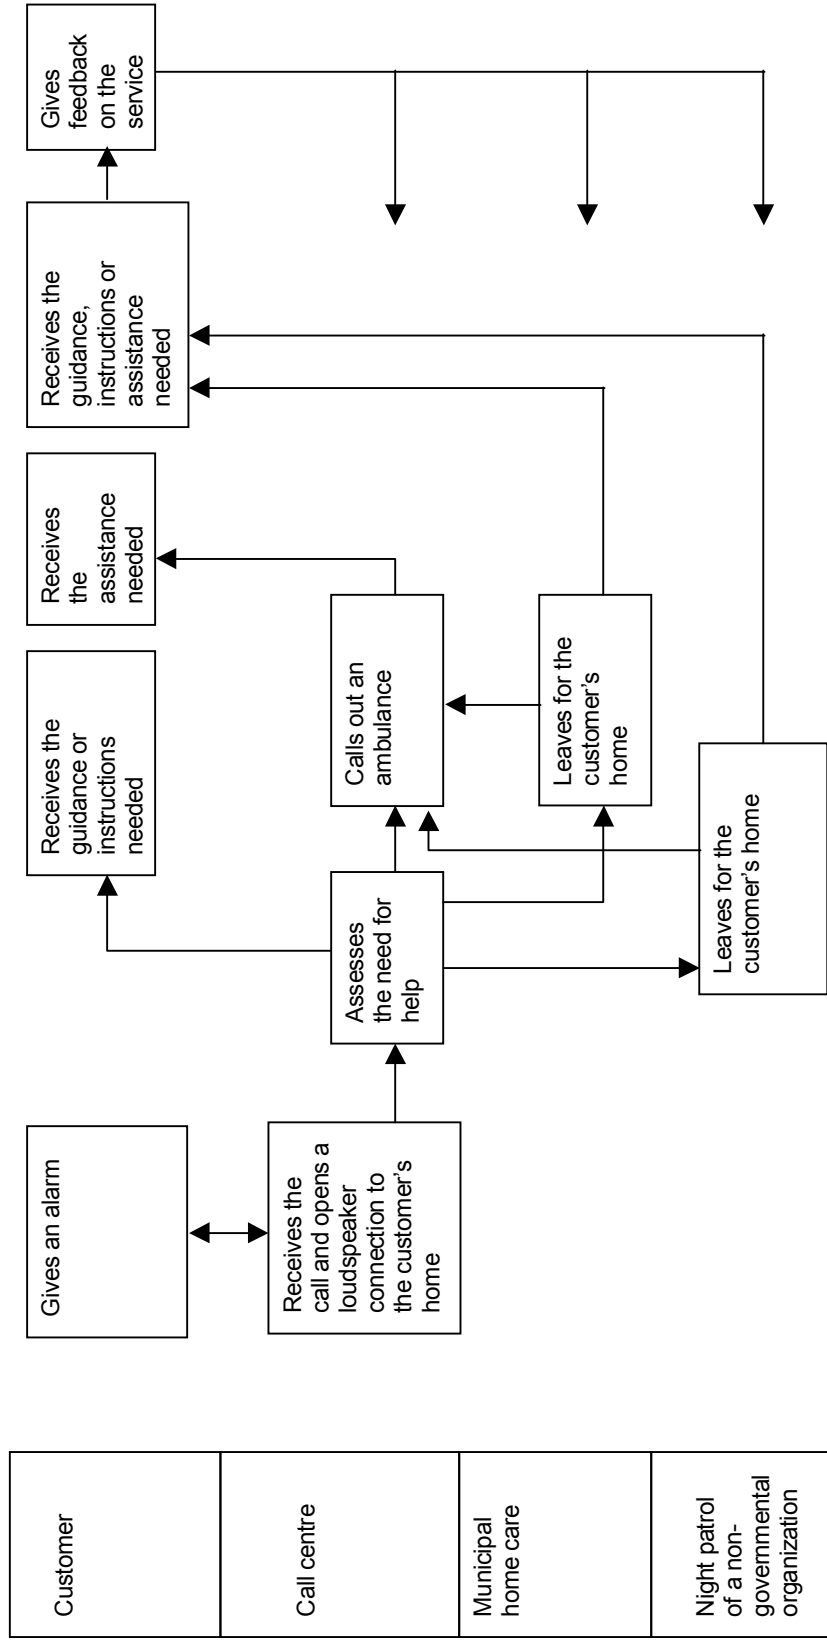 Customer
Call centre
Municipal
home care
Night patrol
of a non-
governmental
organization
Gives an alarm
Receives the
call and opens a
loudspeaker
connection to
the customer's
home
Assesses
the need for
help
Receives the
guidance or
instructions
needed
Calls out an
ambulance
Leaves for the
customer's
home
Leaves for the
customer's home
Receives
the
assistance
needed
Receives the
guidance,
instructions or
assistance
needed
Gives
feedback
on the
service